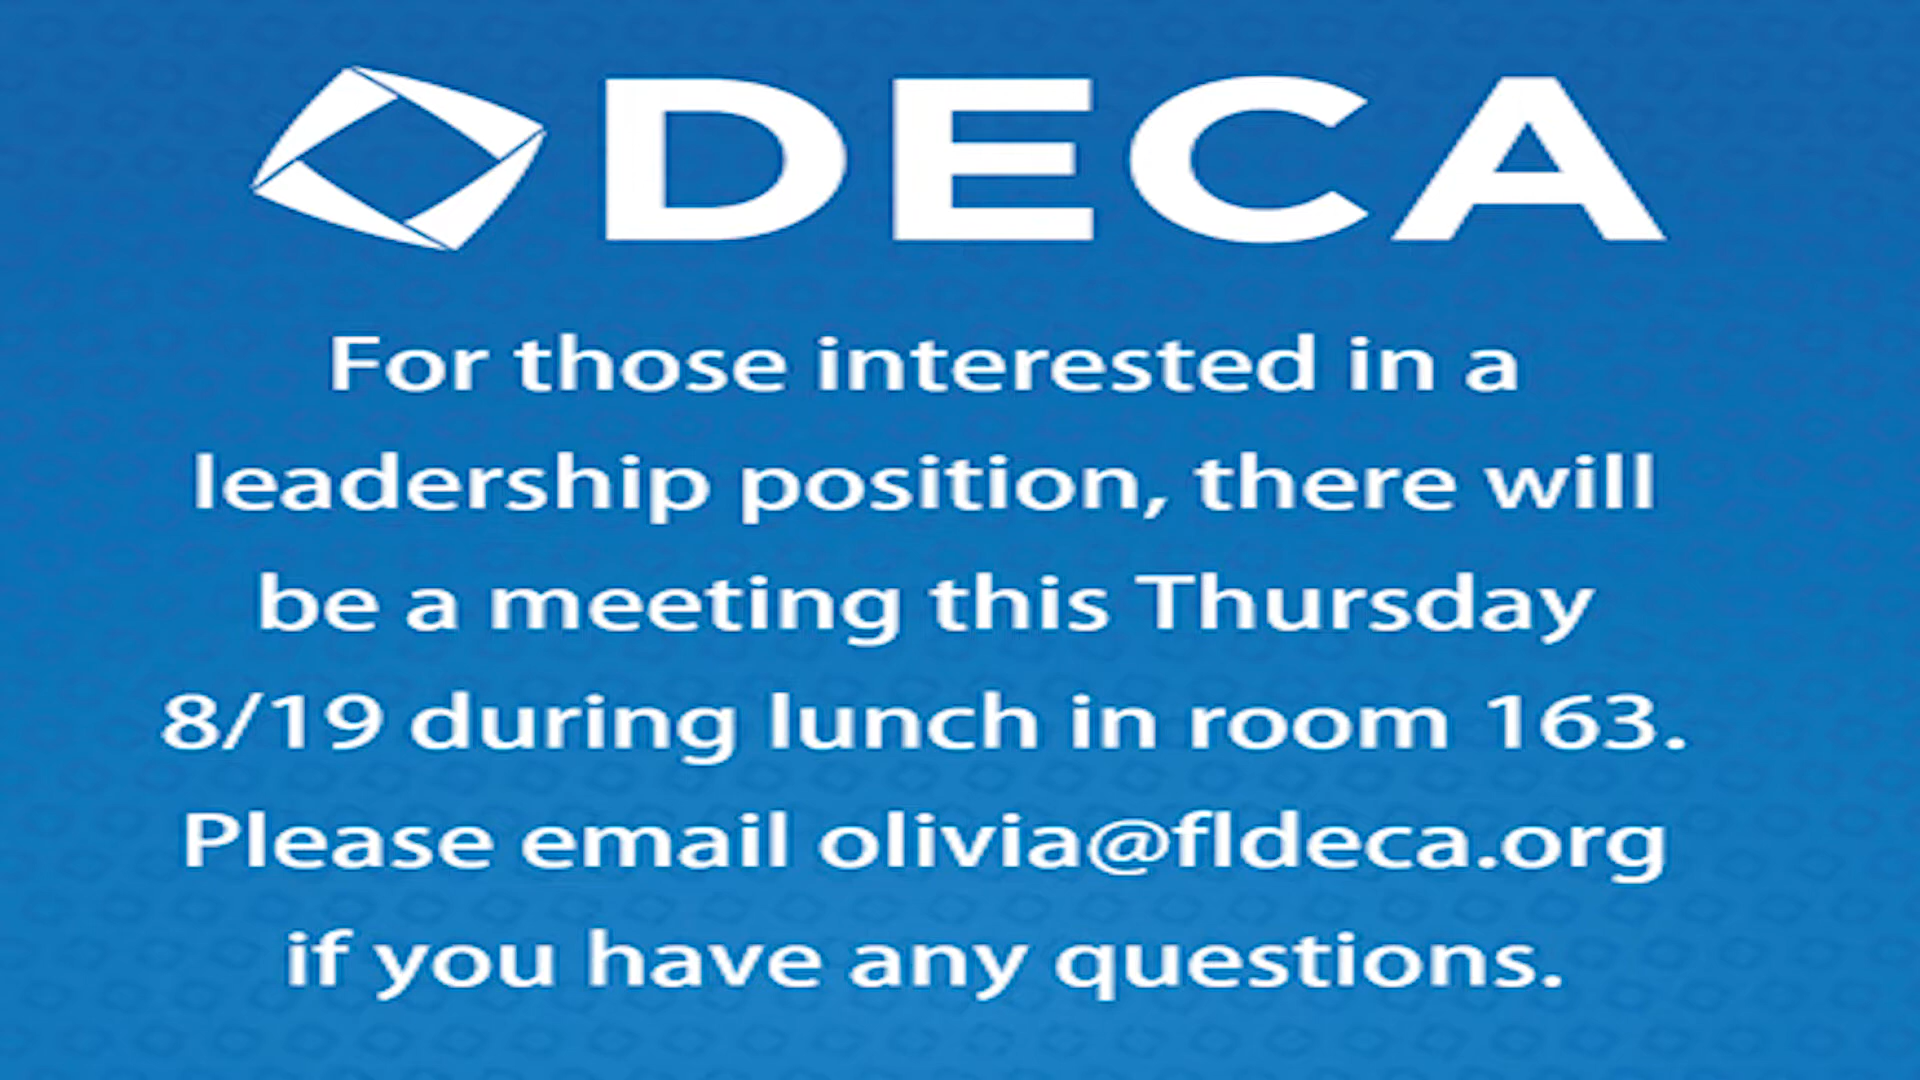 DECA
For those interested in a
leadership position, there will
be a meeting this Thursday
8/19 during lunch in room 163.
Please email olivia@fldeca.org
if you have any questions.